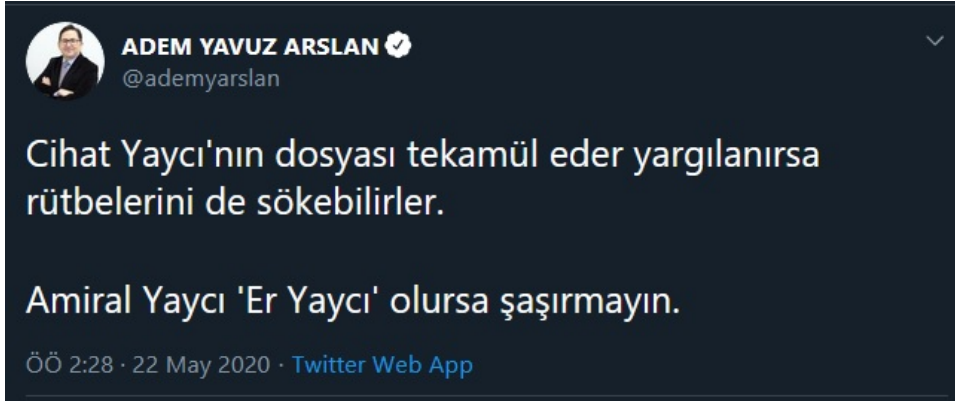 ADEM YAVUZ ARSLAN
@ademyarslan
Cihat Yaycı'nın dosyası tekamül eder yargılanırsa
rütbelerini de sökebilirler.
Amiral Yaycı 'Er Yaycı' olursa şaşırmayın.
ÖÖ 2:28 · 22 May 2020 · Twitter Web App